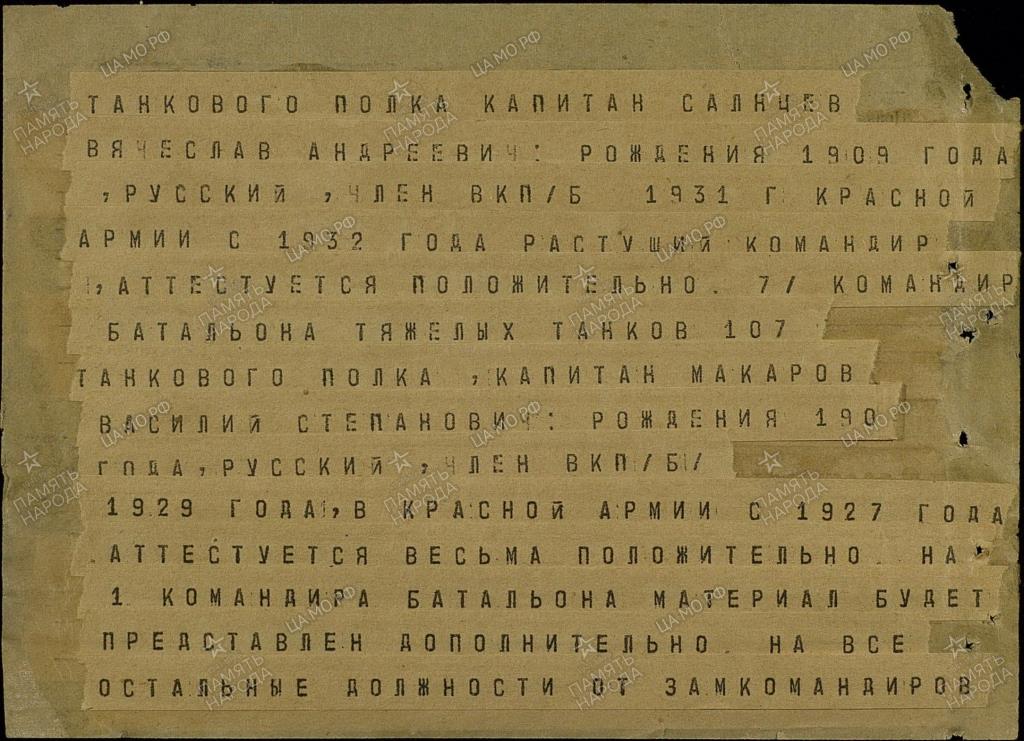 ТАНКОВОГО ПОЛКА КАПИТАН САЛНЦЕВ
ВЯЧЕСЛАВ АНДРЕЕВИЧ: РОЖДЕНИЯ 1909 ГОДА
,РУССКИЙ ,ЧЛЕН ВКП/Б 1931 Г КРАСНОЙ
АРМИИ С 1932 ГОДА РАСТУЩИЙ КОМАНДИР
,АТТЕСТУЕТСЯ ПОЛОЖИТЕЛЬНО. 7/ КОМАНДИР
БАТАЛЬОНА ТЯЖЕЛЫХ ТАНКОВ 107
ТАНКОВОГО ПОЛКА ,КАПИТАН МАКАРОВ
ВАСИЛИЙ СТЕПАНОВИЧ: РОЖДЕНИЯ 190
ГОДА,РУССКИЙ ,ЧЛЕН ВКП/Б/
1929 ГОДА,В КРАСНОЙ АРМИИ С 1927 ГОДА
.АТТЕСТУЕТСЯ ВЕСЬМА ПОЛОЖИТЕЛЬНО. НА
1 КОМАНДИРА БАТАЛЬОНА МАТЕРИАЛ БУДЕТ
ПРЕДСТАВЛЕН ДОПОЛНИТЕЛЬНО. НА ВСЕ
ОСТАЛЬНЫЕ ДОЛЖНОСТИ ОТ ЗАМКОМАНДИРОВ